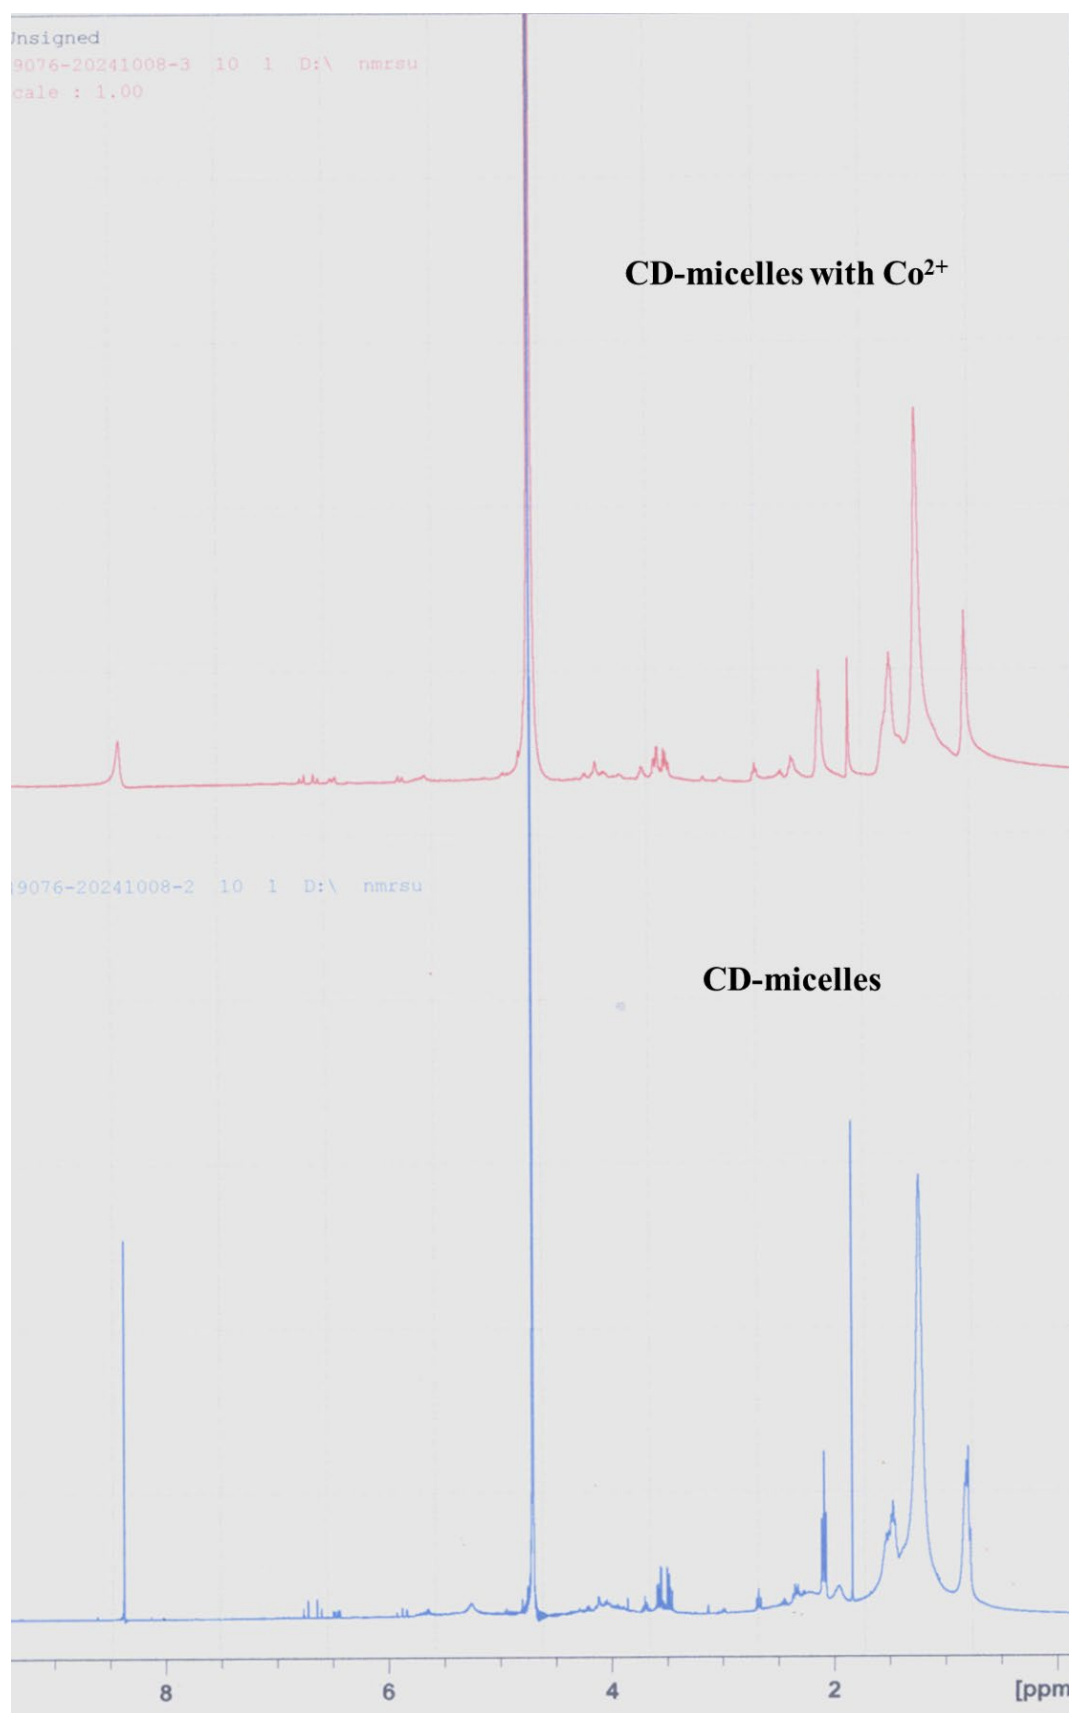 Unsigned
9076-20241008-3 10 1 D:\ nmrsu
cale : 1.00
CD-micelles with Co²⁺
9076-20241008-2 10 1 D:\ nmrsu
CD-micelles
8 6 4 2 [ppm